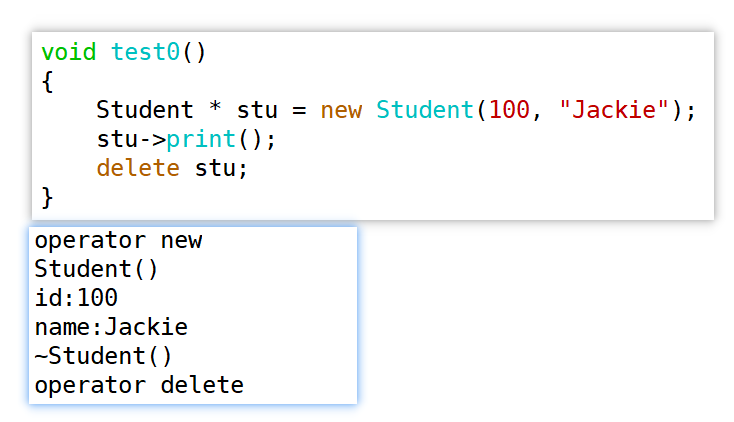 void test0()
{
    Student * stu = new Student(100, "Jackie");
    stu->print();
    delete stu;
}
operator new
Student()
id:100
name:Jackie
~Student()
operator delete